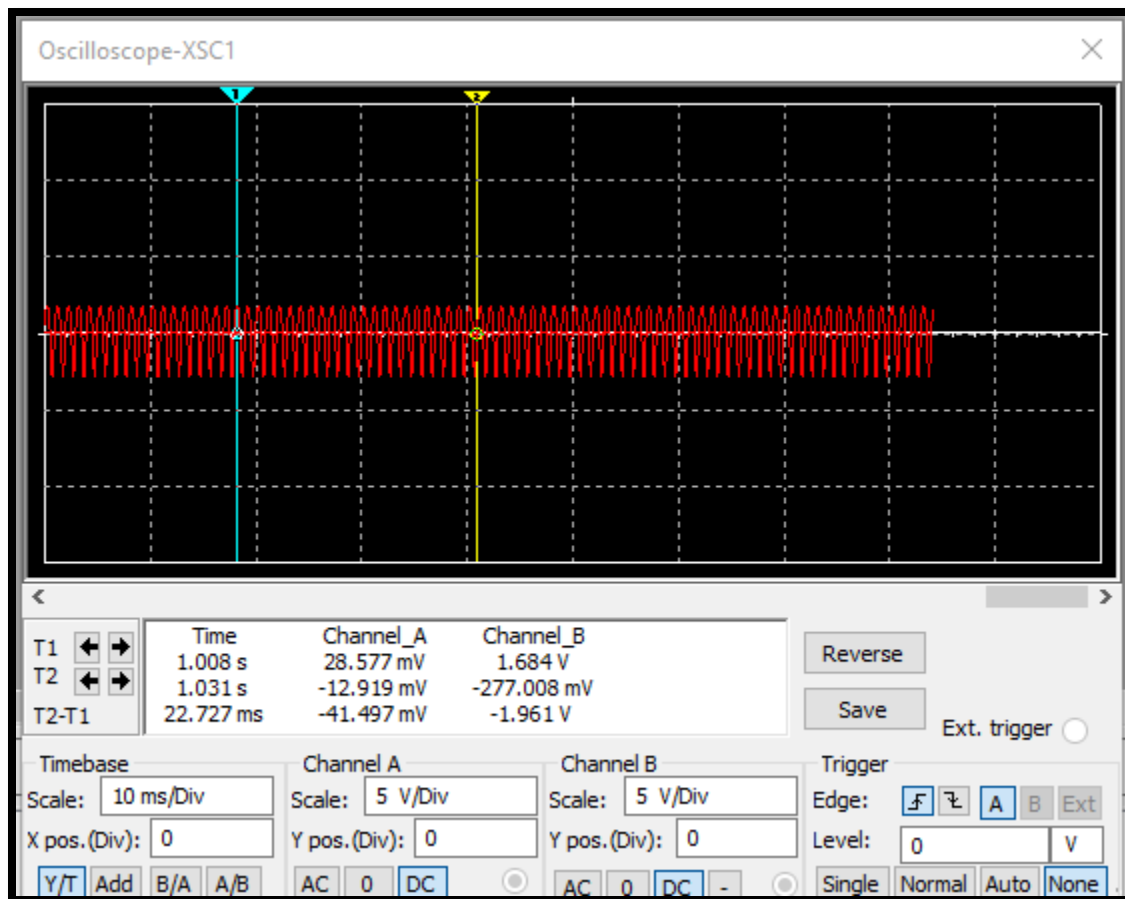 Oscilloscope-XSC1
1
2
T1
T2
T2-T1
Time Channel_A Channel_B
1.008 s 28.577 mV 1.684 V
1.031 s -12.919 mV -277.008 mV
22.727 ms -41.497 mV -1.961 V
Reverse
Save
Ext. trigger
Timebase
Scale: 10 ms/Div
X pos.(Div): 0
Y/T Add B/A A/B
Channel A
Scale: 5 V/Div
Y pos.(Div): 0
AC 0 DC
Channel B
Scale: 5 V/Div
Y pos.(Div): 0
AC 0 DC -
Trigger
Edge: A B Ext
Level: 0 V
Single Normal Auto None